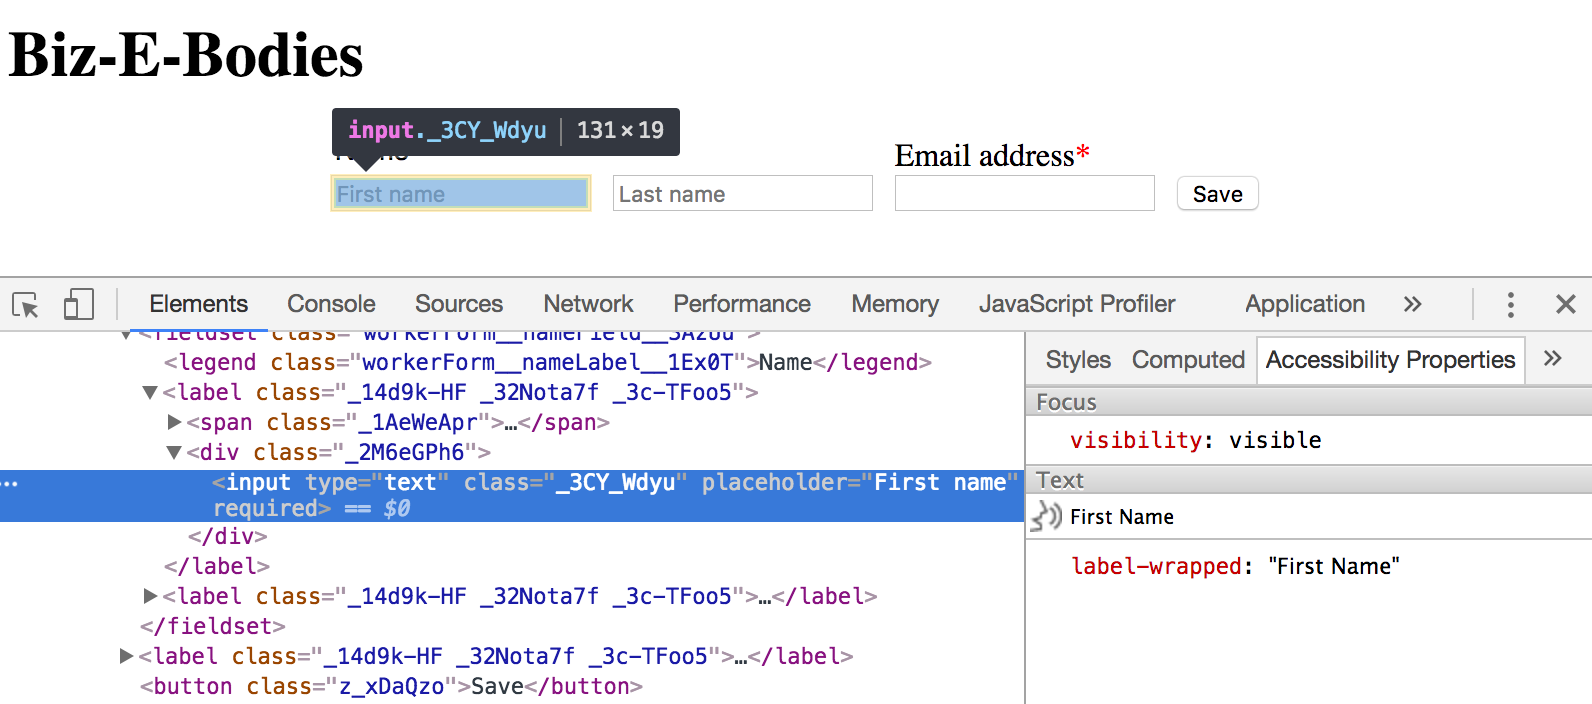 Biz-E-Bodies
input._3CY_Wdyu 131 × 19
Name
Email address*
First name
Last name
Save
Elements Console Sources Network Performance Memory JavaScript Profiler Application »
<fieldset class="workerForm__nameField__3Az60">
<legend class="workerForm__nameLabel__1Ex0T">Name</legend>
<label class="_14d9k-HF _32Nota7f _3c-TFoo5">
<span class="_1AeWeApr">…</span>
<div class="_2M6eGPh6">
… <input type="text" class="_3CY_Wdyu" placeholder="First name"
required> == $0
</div>
</label>
<label class="_14d9k-HF _32Nota7f _3c-TFoo5">…</label>
</fieldset>
<label class="_14d9k-HF _32Nota7f _3c-TFoo5">…</label>
<button class="z_xDaQzo">Save</button>
Styles Computed Accessibility Properties »
Focus
visibility: visible
Text
First Name
label-wrapped: "First Name"